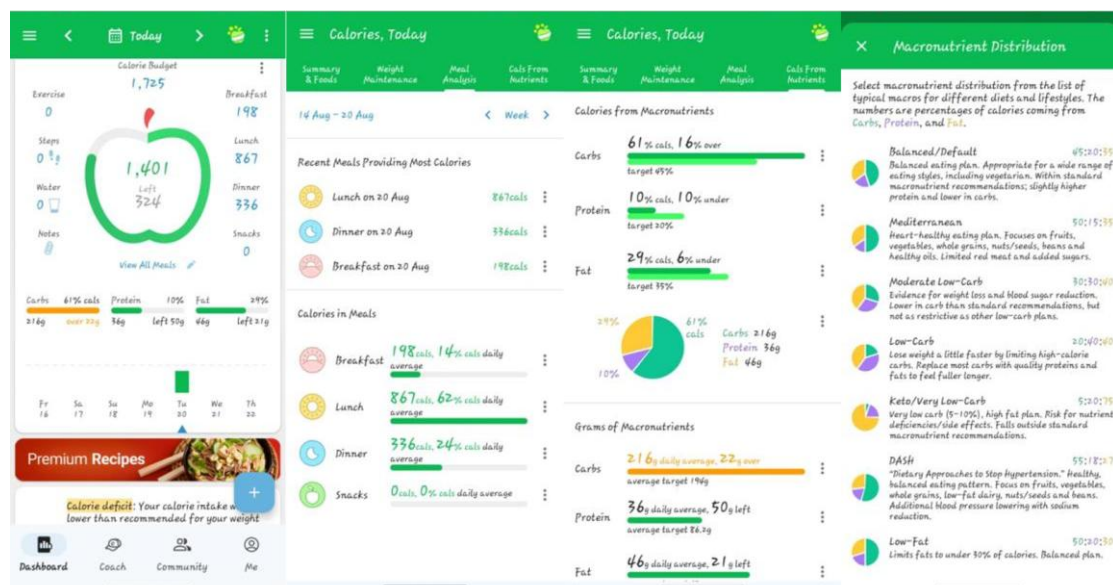 Today
Calorie Budget
1,725
Exercise
0
Breakfast
198
Steps
0
Lunch
867
1,401
Left
324
Water
0
Dinner
336
Notes
Snacks
0
View All Meals
Carbs 61% cals
Protein 10%
Fat 29%
216g over 22g
36g left 50g
46g left 21g
Fr Sa Su Mo Tu We Th
16 17 18 19 20 21 22
Premium Recipes
Calorie deficit: Your calorie intake w
lower than recommended for your weight
+
Dashboard Coach Community Me
Calories, Today
Summary & Foods
Weight Maintenance
Meal Analysis
Cals From Nutrients
14 Aug - 20 Aug
< Week >
Recent Meals Providing Most Calories
Lunch on 20 Aug 867cals
Dinner on 20 Aug 336cals
Breakfast on 20 Aug 198cals
Calories in Meals
Breakfast 198cals, 14% cals daily
average
Lunch 867cals, 62% cals daily
average
Dinner 336cals, 24% cals daily
average
Snacks 0cals, 0% cals daily average
Calories, Today
Summary & Foods
Weight Maintenance
Meal Analysis
Cals From Nutrients
Calories from Macronutrients
Carbs 61% cals, 16% over
target 45%
Protein 10% cals, 10% under
target 20%
Fat 29% cals, 6% under
target 35%
29%
61%
cals
10%
Carbs 216g
Protein 36g
Fat 46g
Grams of Macronutrients
Carbs 216g daily average, 22g over
average target 194g
Protein 36g daily average, 50g left
average target 86.2g
Fat 46g daily average, 21g left
Macronutrient Distribution
Select macronutrient distribution from the list of
typical macros for different diets and lifestyles. The
numbers are percentages of calories coming from
Carbs, Protein, and Fat.
Balanced/Default 45:20:35
Balanced eating plan. Appropriate for a wide range of
eating styles, including vegetarian. Within standard
macronutrient recommendations; slightly higher
protein and lower in carbs.
Mediterranean 50:15:35
Heart-healthy eating plan. Focuses on fruits,
vegetables, whole grains, nuts/seeds, beans and
healthy oils. Limited red meat and added sugars.
Moderate Low-Carb 30:30:40
Evidence for weight loss and blood sugar reduction.
Lower in carb than standard recommendations, but
not as restrictive as other low-carb plans.
Low-Carb 20:40:40
Lose weight a little faster by limiting high-calorie
carbs. Replace most carbs with quality proteins and
fats to feel fuller longer.
Keto/Very Low-Carb 5:20:75
Very low carb (5-10%), high fat plan. Risk for nutrient
deficiencies/side effects. Falls outside standard
macronutrient recommendations.
DASH 55:18:27
"Dietary Approaches to Stop Hypertension." Healthy,
balanced eating pattern. Focus on fruits, vegetables,
whole grains, low-fat dairy, nuts/seeds and beans.
Additional blood pressure lowering with sodium
reduction.
Low-Fat 50:20:30
Limits fats to under 30% of calories. Balanced plan.